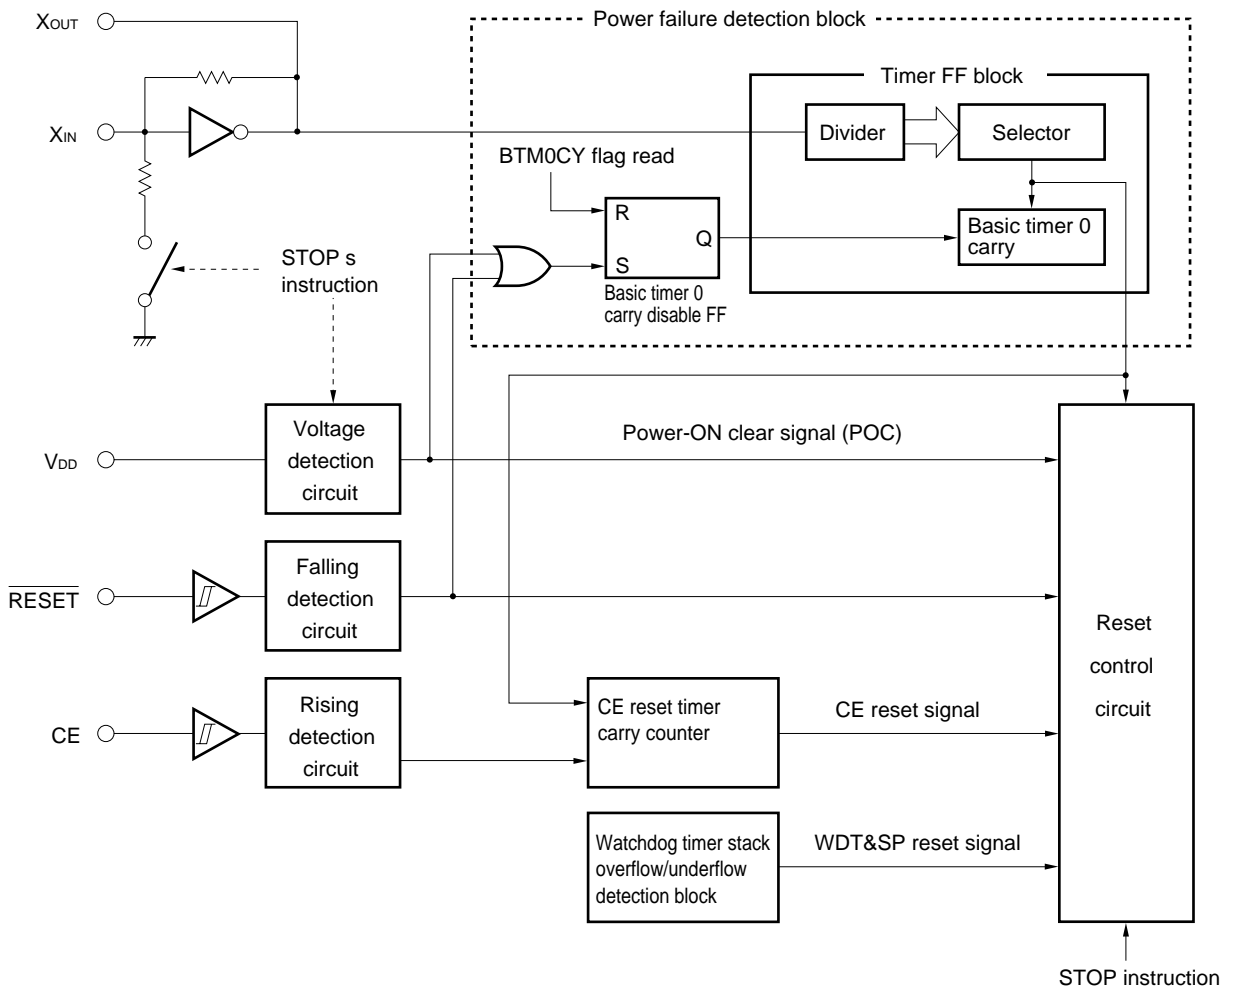 XOUT
Power failure detection block
Timer FF block
XIN
Divider
Selector
BTM0CY flag read
R
Q
S
Basic timer 0
carry
STOP s
instruction
Basic timer 0
carry disable FF
Voltage
detection
circuit
VDD
Power-ON clear signal (POC)
Falling
detection
circuit
RESET
Reset
control
circuit
Rising
detection
circuit
CE
CE reset timer
carry counter
CE reset signal
Watchdog timer stack
overflow/underflow
detection block
WDT&SP reset signal
STOP instruction